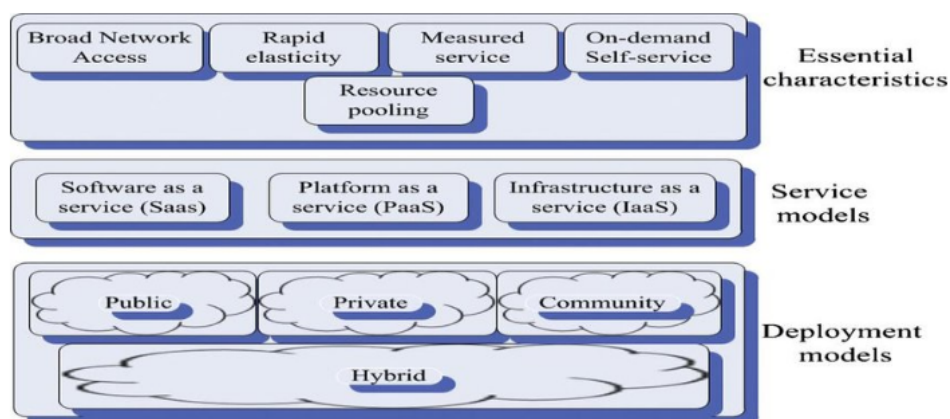 Broad Network
Access
Rapid
elasticity
Measured
service
On-demand
Self-service
Resource
pooling
Essential
characteristics
Software as a
service (Saas)
Platform as a
service (PaaS)
Infrastructure as a
service (IaaS)
Service
models
Public
Private
Community
Hybrid
Deployment
models